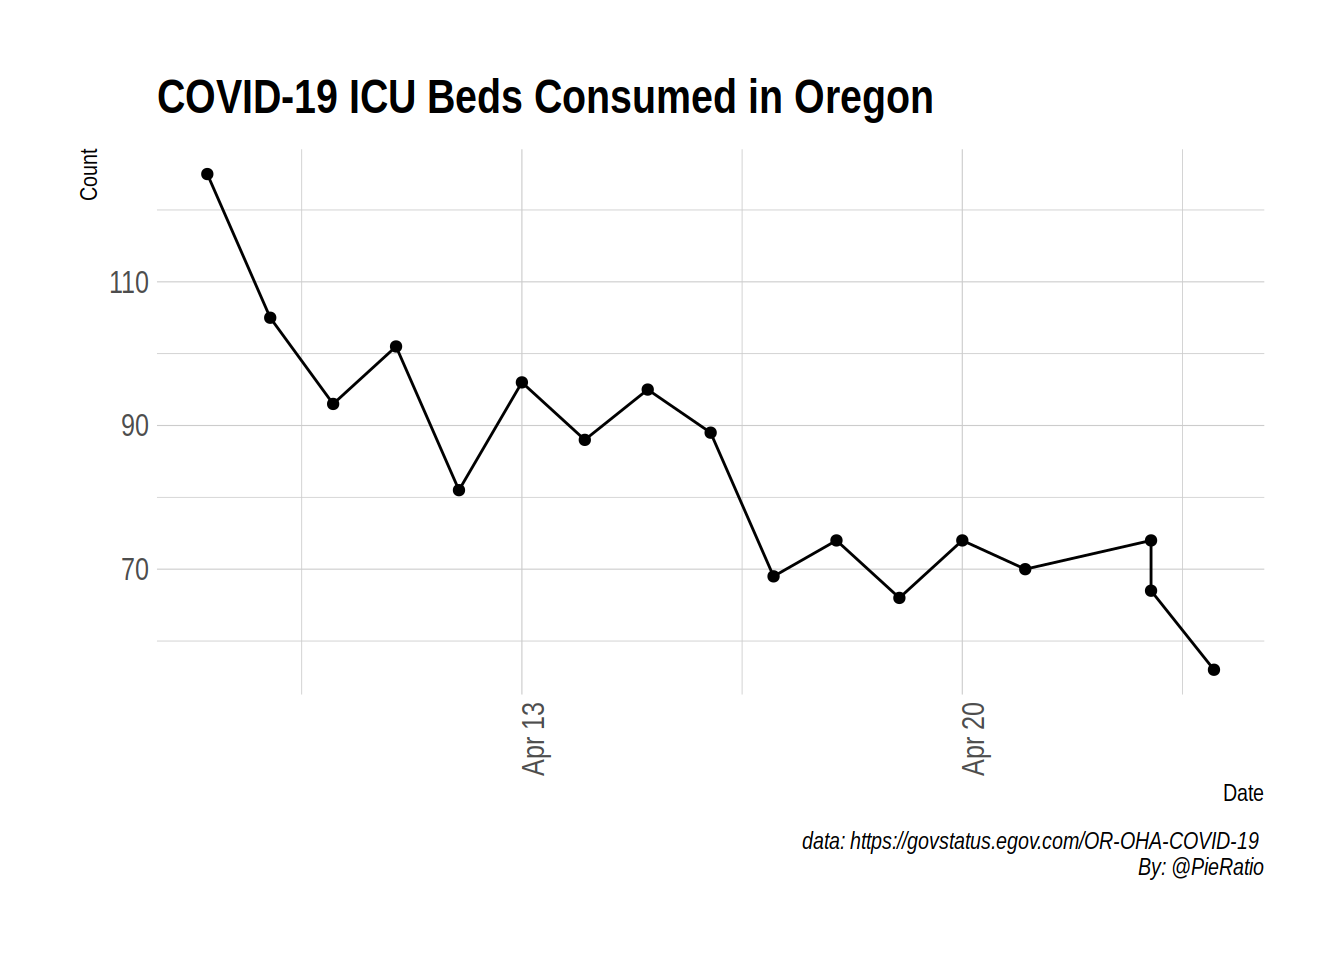 COVID-19 ICU Beds Consumed in Oregon
Count
110
90
70
Apr 13
Apr 20
Date
data: https://govstatus.egov.com/OR-OHA-COVID-19
By: @PieRatio